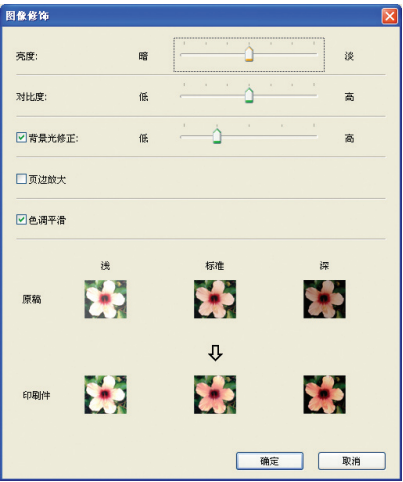 图像修饰
亮度: 暗 淡
对比度: 低 高
背景光修正: 低 高
页边放大
色调平滑
浅 标准 深
原稿
印刷件
确定 取消